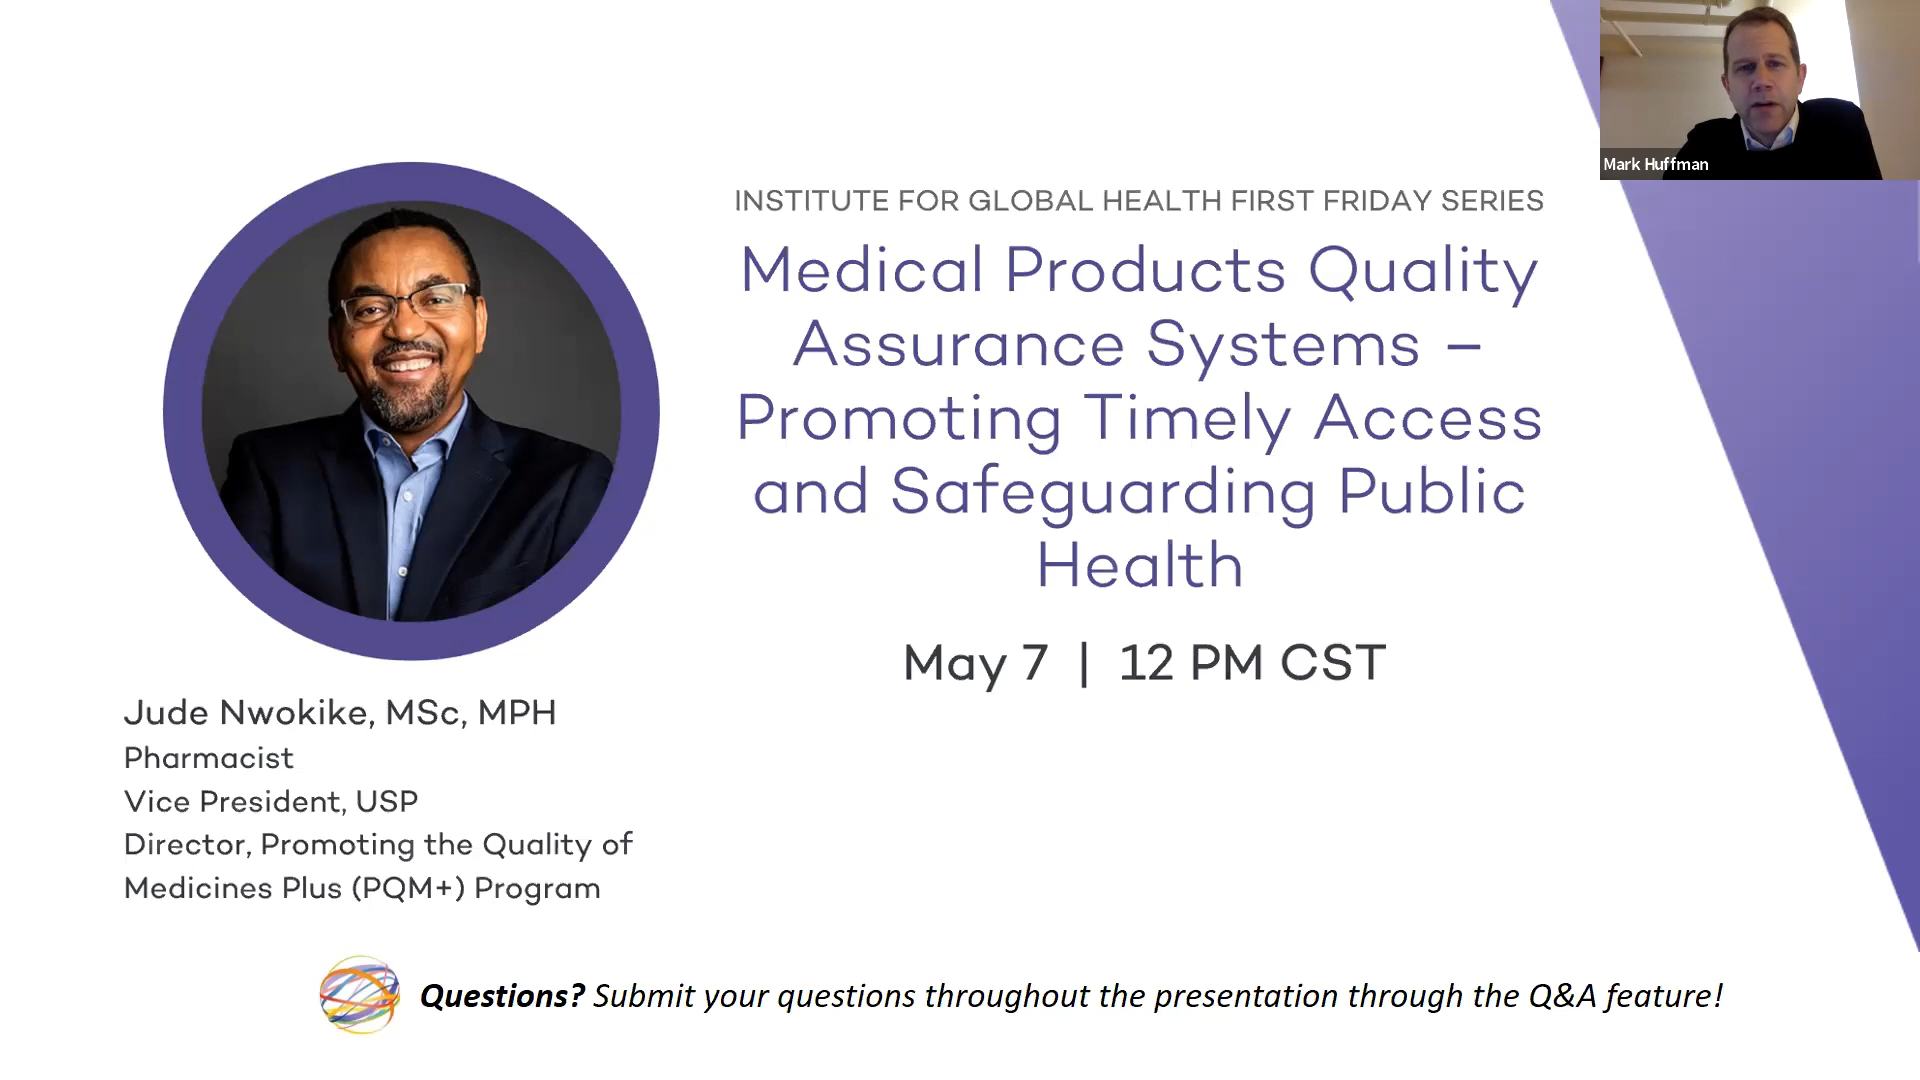 Mark Huffman
INSTITUTE FOR GLOBAL HEALTH FIRST FRIDAY SERIES
Medical Products Quality
Assurance Systems –
Promoting Timely Access
and Safeguarding Public
Health
May 7 | 12 PM CST
Jude Nwokike, MSc, MPH
Pharmacist
Vice President, USP
Director, Promoting the Quality of
Medicines Plus (PQM+) Program
Questions? Submit your questions throughout the presentation through the Q&A feature!